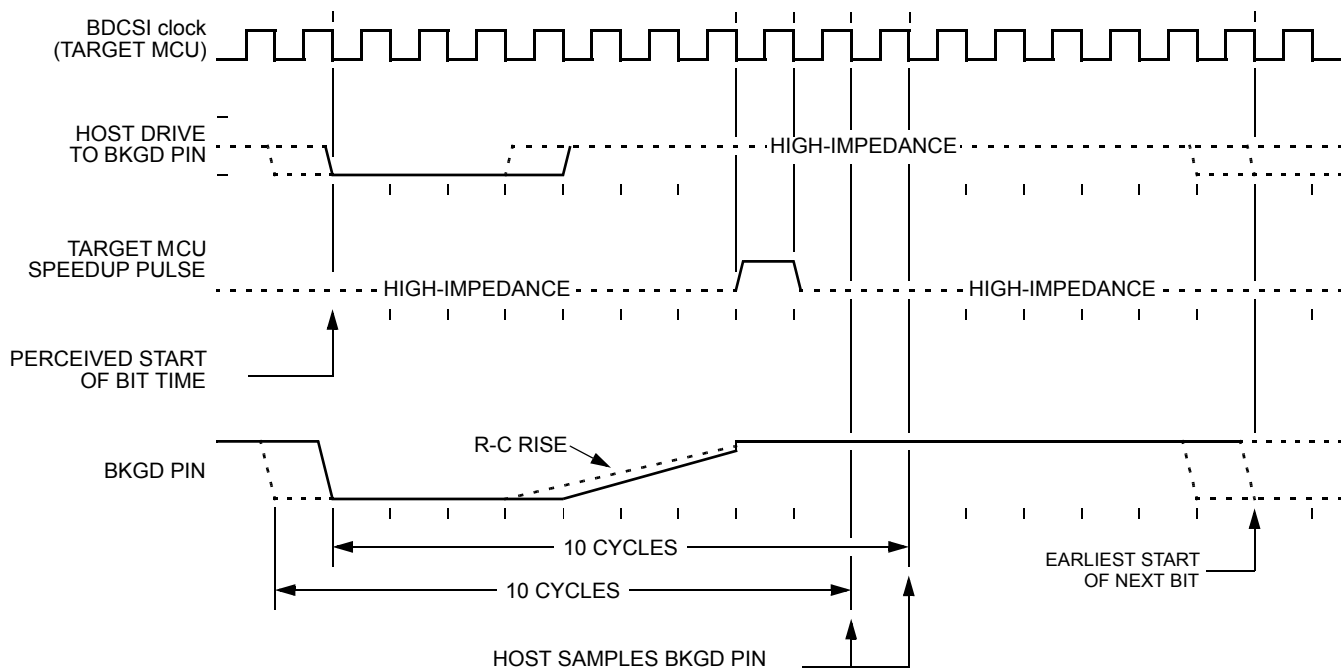 BDCSI clock
(TARGET MCU)
HOST DRIVE
TO BKGD PIN
HIGH-IMPEDANCE
TARGET MCU
SPEEDUP PULSE
HIGH-IMPEDANCE
HIGH-IMPEDANCE
PERCEIVED START
OF BIT TIME
R-C RISE
BKGD PIN
10 CYCLES
10 CYCLES
EARLIEST START
OF NEXT BIT
HOST SAMPLES BKGD PIN